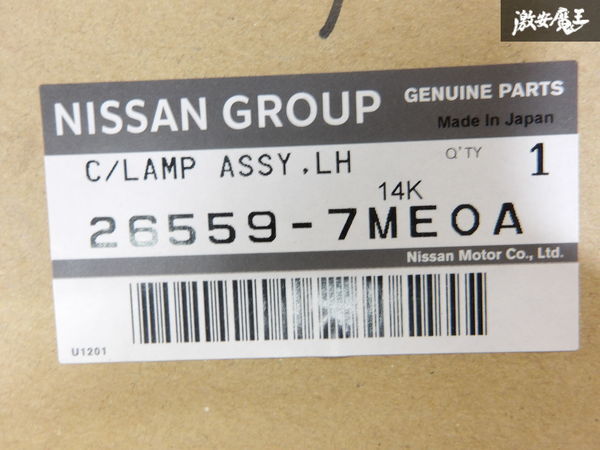 激安魔王
NISSAN GROUP
GENUINE PARTS
Made In Japan
C/LAMP ASSY,LH
Q'TY 1
14K
26559-7ME0A
Nissan Motor Co., Ltd.
U1201